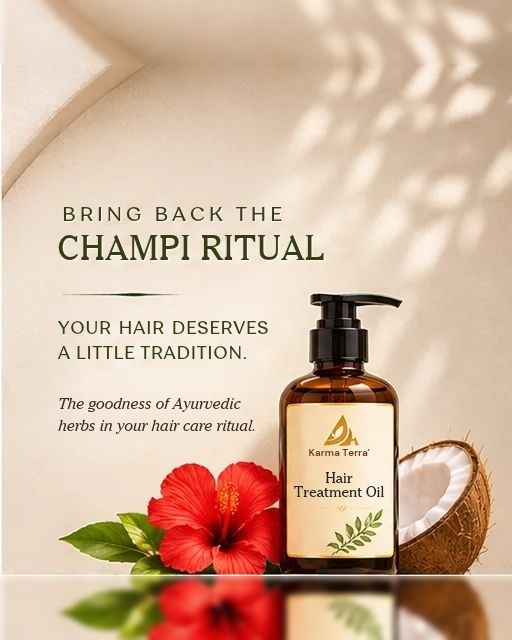 BRING BACK THE
CHAMPI RITUAL
YOUR HAIR DESERVES
A LITTLE TRADITION.
The goodness of Ayurvedic
herbs in your hair care ritual.
Karma Terra
Hair
Treatment Oil